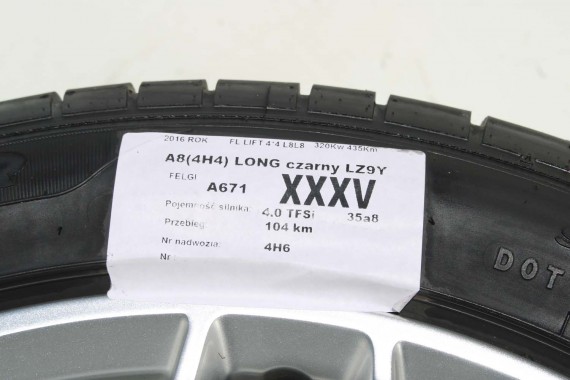 2016 ROK FL LIFT 4*4 L8L8 320Kw 435Km
A8(4H4) LONG czarny LZ9Y
FELGI A671 XXXV
Pojemność silnika: 4.0 TFSi 35a8
Przebieg: 104 km
Nr nadwozia: 4H6
Nr
DOT